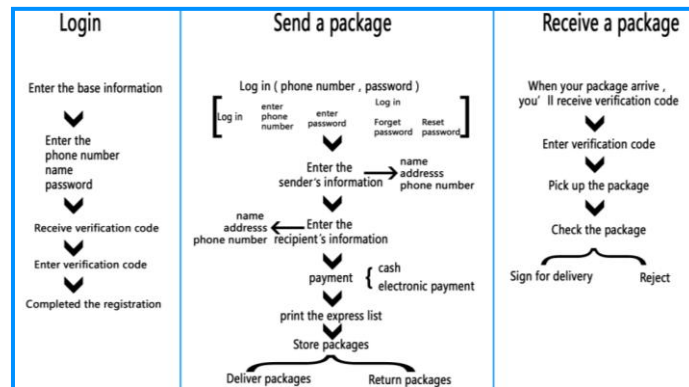 Login
Enter the base information
Enter the
phone number
name
password
Receive verification code
Enter verification code
Completed the registration
Send a package
Log in ( phone number , password )
Log in
enter
phone
number
enter
password
Log in
Forget
password
Reset
password
Enter the
sender's information
name
addresss
phone number
name
addresss
phone number
Enter the
recipient's information
payment
cash
electronic payment
print the express list
Store packages
Deliver packages
Return packages
Receive a package
When your package arrive ,
you' ll receive verification code
Enter verification code
Pick up the package
Check the package
Sign for delivery
Reject